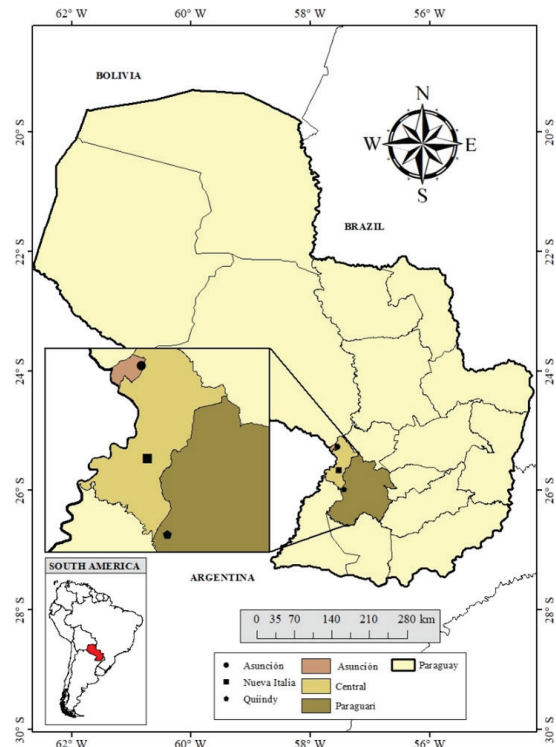 62° W 60° W 58° W 56° W
BOLIVIA
N
W E
S
BRAZIL
20° S
22° S
24° S
26° S
28° S
30° S
20° S
22° S
24° S
26° S
28° S
30° S
ARGENTINA
SOUTH AMERICA
0 35 70 140 210 280 km
Asunción Asunción Paraguay
Nueva Italia Central
Quiindy Paraguarí
62° W 60° W 58° W 56° W